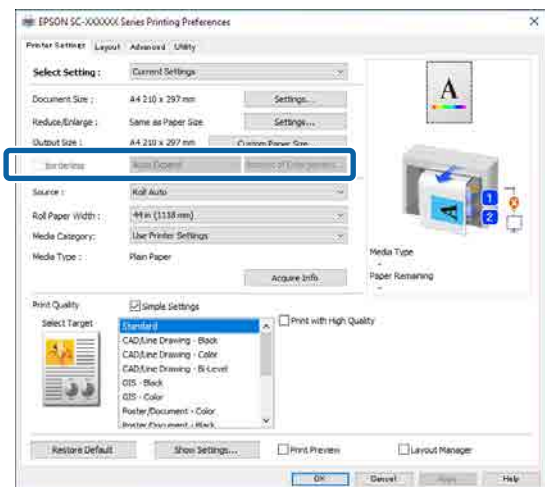 EPSON SC-XXXXXX Series Printing Preferences
Printer Settings Layout Advanced Utility
Select Setting : Current Settings
Document Size : A4 210 x 297 mm Settings...
Reduce/Enlarge : Same as Paper Size Settings...
Output Size : A4 210 x 297 mm Custom Paper Size...
Borderless Auto Expand Amount of Enlargement...
Source : Roll Auto
Roll Paper Width : 44 in (1118 mm)
Media Category: Use Printer Settings
Media Type : Plain Paper
Acquire Info
A
1
2
Media Type
-
Paper Remaining
-
Print Quality Simple Settings
Select Target
Standard
CAD/Line Drawing - Black
CAD/Line Drawing - Color
CAD/Line Drawing - Bi-Level
GIS - Black
GIS - Color
Poster/Document - Color
Poster/Document - Black
Print with High Quality
Restore Default Show Settings... Print Preview Layout Manager
OK Cancel Apply Help